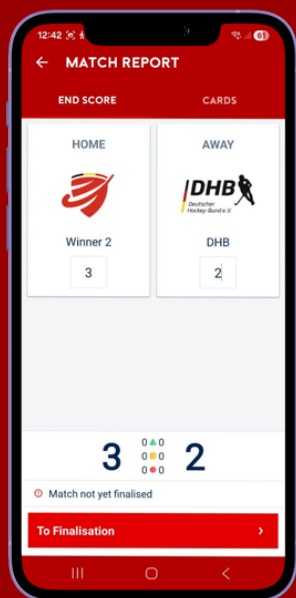 12:42
61
MATCH REPORT
END SCORE
CARDS
HOME
AWAY
DHB
Deutscher
Hockey-Bund e.V.
Winner 2
DHB
3
2
3
0 0
0 0
0 0
2
Match not yet finalised
To Finalisation